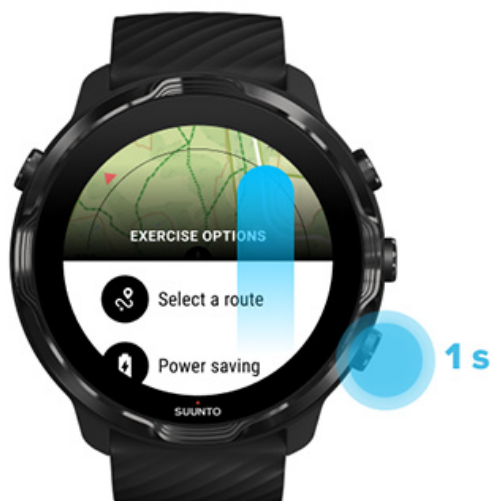 EXERCISE OPTIONS
Select a route
Power saving
SUUNTO
1 s